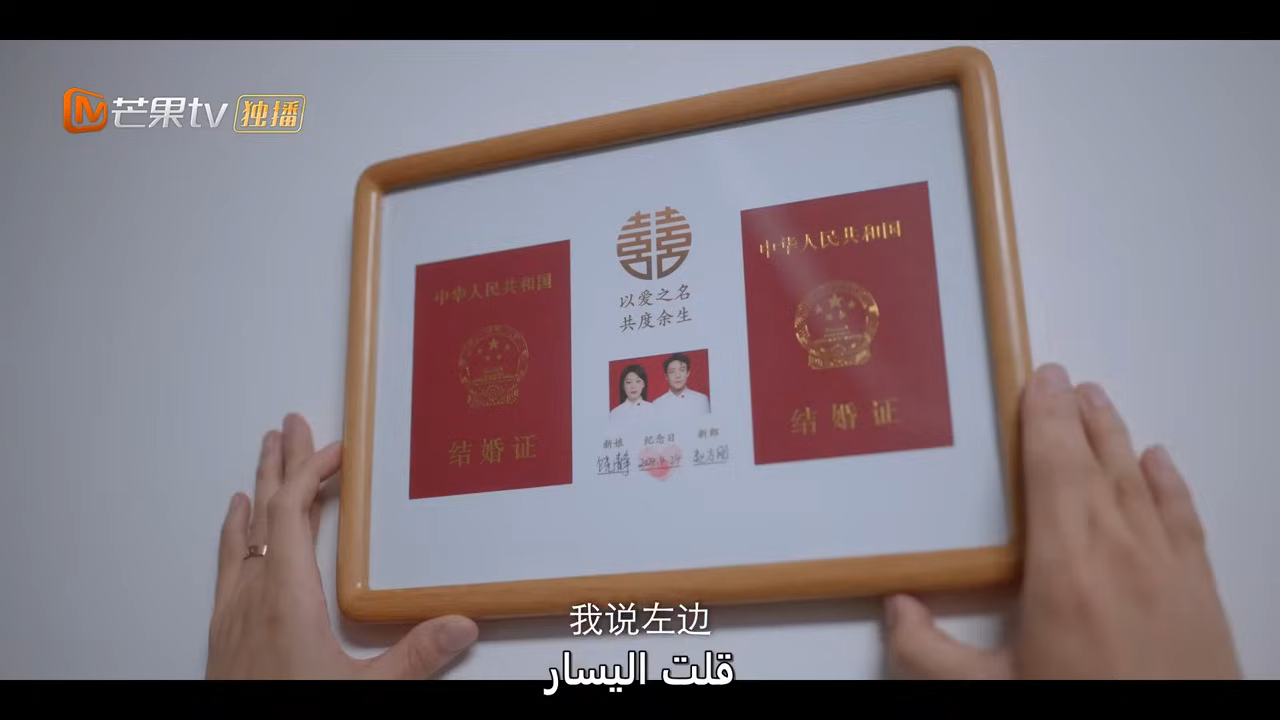 芒果tv 独播
中华人民共和国
结婚证
囍
以爱之名
共度余生
新娘 纪念日 新郎
中华人民共和国
结婚证
我说左边
قلت اليسار